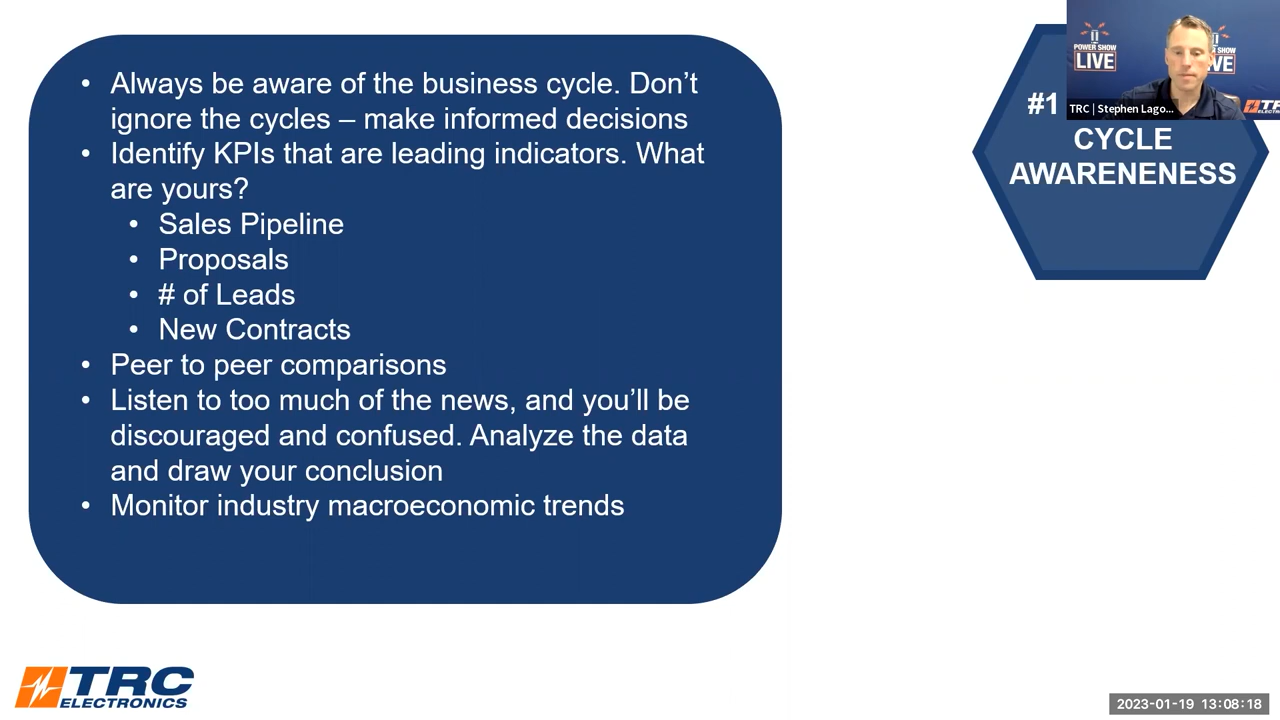 • Always be aware of the business cycle. Don’t
ignore the cycles – make informed decisions
• Identify KPIs that are leading indicators. What
are yours?
• Sales Pipeline
• Proposals
• # of Leads
• New Contracts
• Peer to peer comparisons
• Listen to too much of the news, and you’ll be
discouraged and confused. Analyze the data
and draw your conclusion
• Monitor industry macroeconomic trends
#1
CYCLE
AWARENENESS
POWER SHOW
LIVE
TRC | Stephen Lago...
TRC
ELECTRONICS
2023-01-19 13:08:18